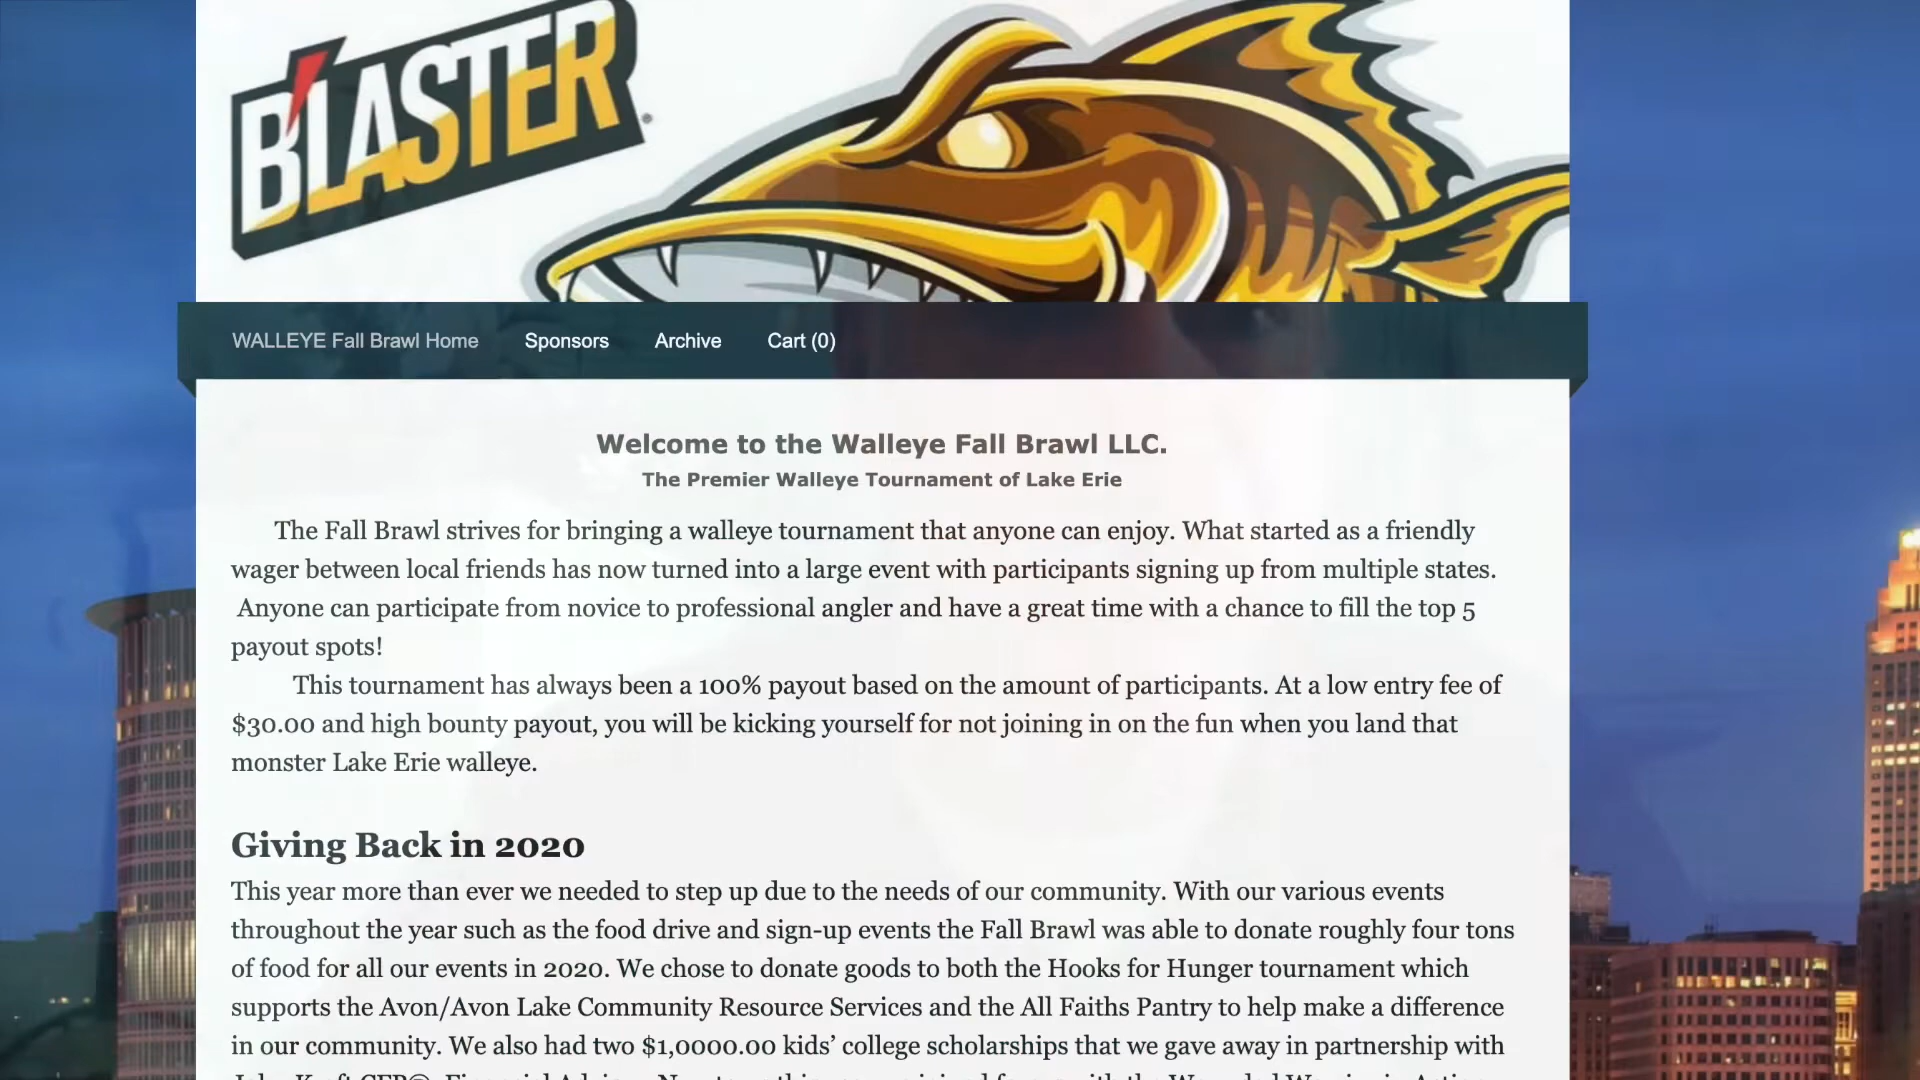 B'LASTER
WALLEYE Fall Brawl Home Sponsors Archive Cart (0)
Welcome to the Walleye Fall Brawl LLC.
The Premier Walleye Tournament of Lake Erie
The Fall Brawl strives for bringing a walleye tournament that anyone can enjoy. What started as a friendly
wager between local friends has now turned into a large event with participants signing up from multiple states.
Anyone can participate from novice to professional angler and have a great time with a chance to fill the top 5
payout spots!
This tournament has always been a 100% payout based on the amount of participants. At a low entry fee of
$30.00 and high bounty payout, you will be kicking yourself for not joining in on the fun when you land that
monster Lake Erie walleye.
Giving Back in 2020
This year more than ever we needed to step up due to the needs of our community. With our various events
throughout the year such as the food drive and sign-up events the Fall Brawl was able to donate roughly four tons
of food for all our events in 2020. We chose to donate goods to both the Hooks for Hunger tournament which
supports the Avon/Avon Lake Community Resource Services and the All Faiths Pantry to help make a difference
in our community. We also had two $1,0000.00 kids’ college scholarships that we gave away in partnership with